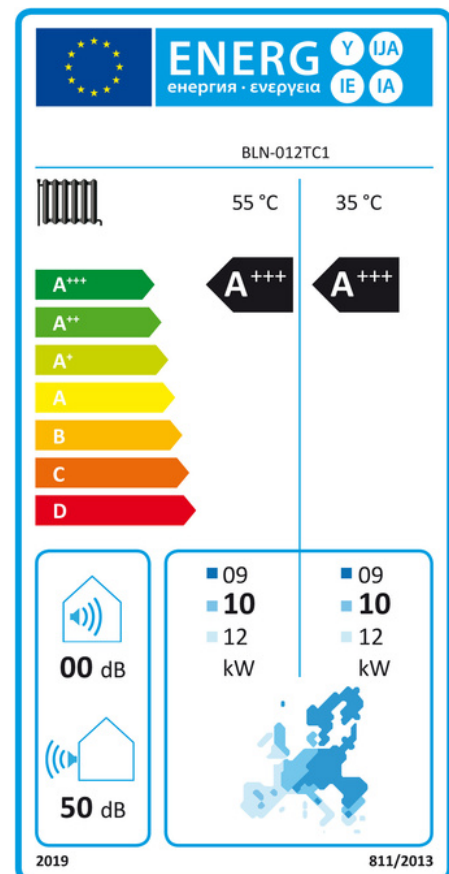 ENERG Y IJA
енергия · ενεργεια IE IA
BLN-012TC1
55 °C 35 °C
A+++ A+++
A+++
A++
A+
A
B
C
D
00 dB
50 dB
09 09
10 10
12 12
kW kW
2019 811/2013